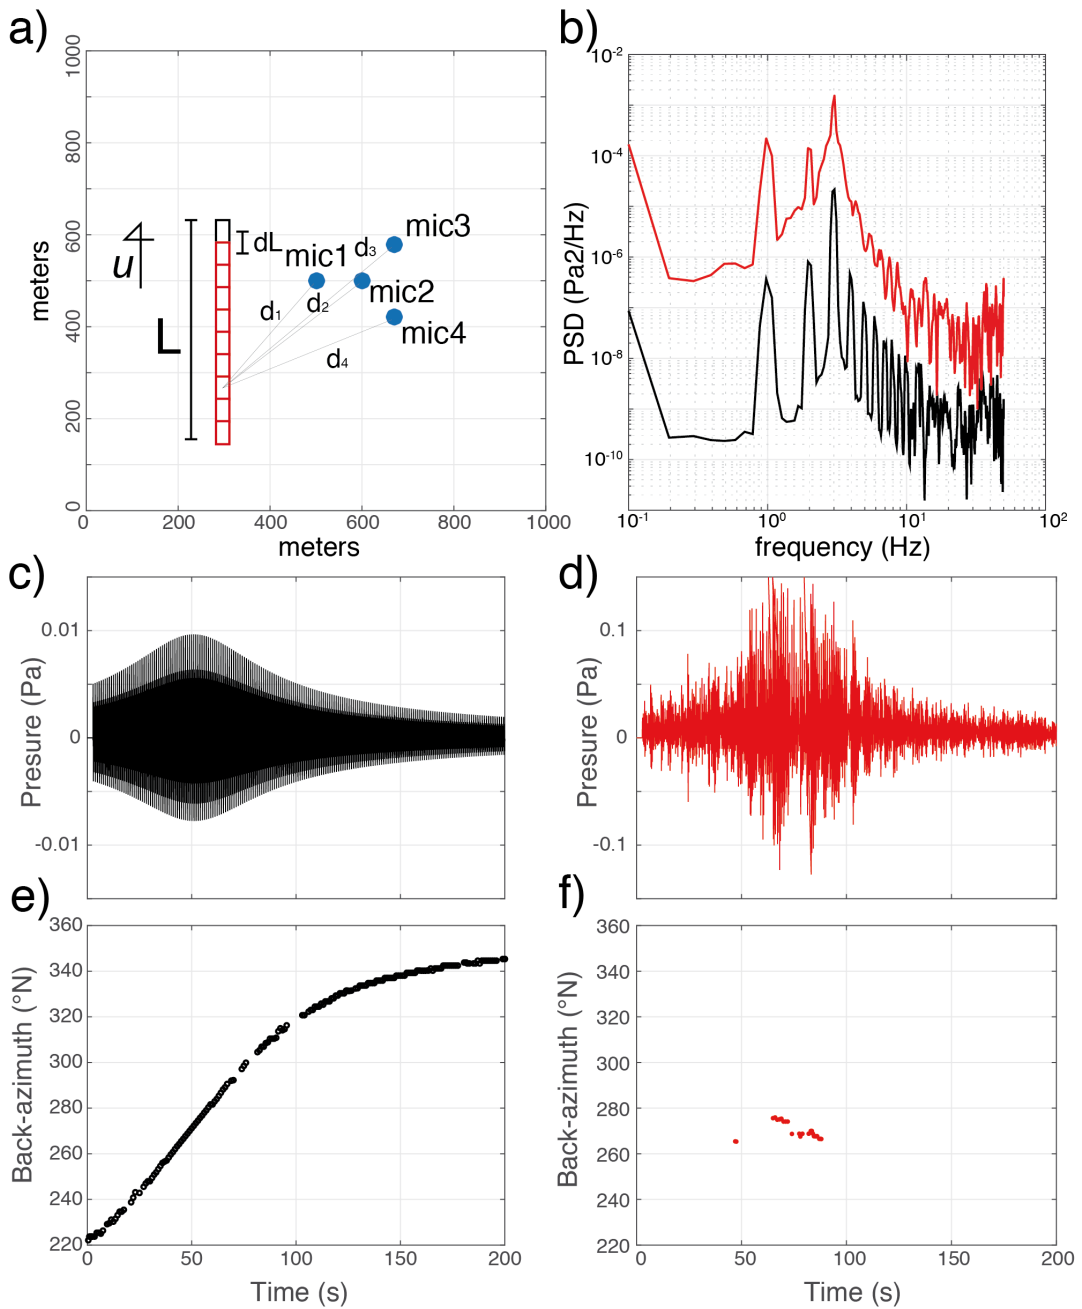 a)
1000
800
600
400
200
0
meters
0
200
400
600
800
1000
meters
u
L
dL
mic1
mic2
mic3
mic4
d1
d2
d3
d4
b)
10-2
10-4
10-6
10-8
10-10
PSD (Pa2/Hz)
10-1
100
101
102
frequency (Hz)
c)
0.01
0
-0.01
Presure (Pa)
d)
0.1
0
-0.1
Presure (Pa)
e)
360
340
320
300
280
260
240
220
Back-azimuth (°N)
0
50
100
150
200
Time (s)
f)
360
340
320
300
280
260
240
220
Back-azimuth (°N)
0
50
100
150
200
Time (s)